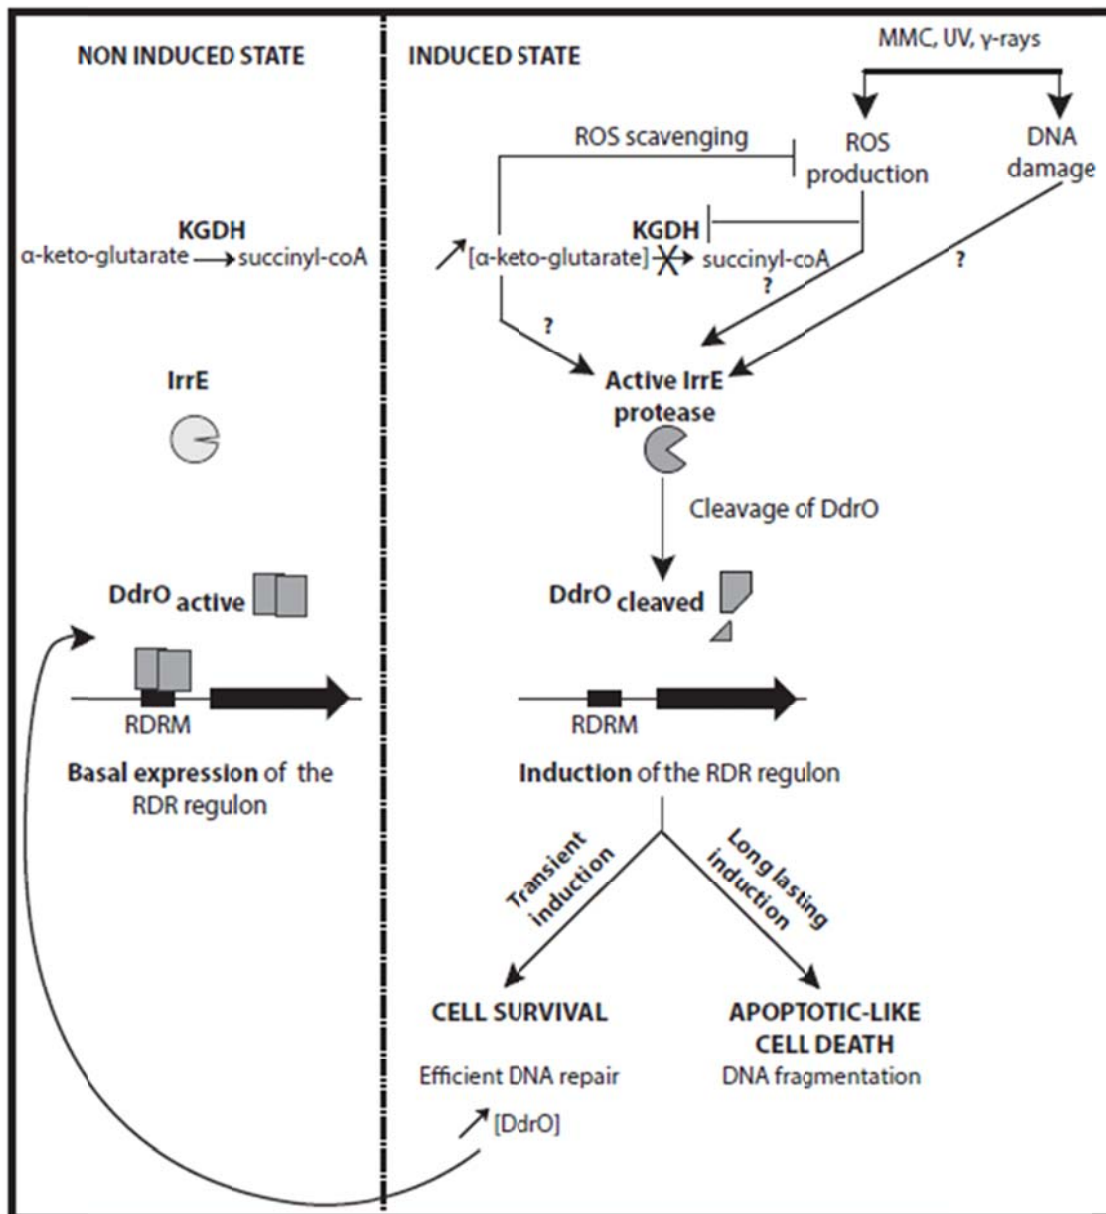 NON INDUCED STATE
KGDH
α-keto-glutarate
succinyl-coA
IrrE
DdrO active
RDRM
Basal expression of the
RDR regulon
INDUCED STATE
MMC, UV, γ-rays
ROS scavenging
ROS
production
DNA
damage
KGDH
[α-keto-glutarate]
succinyl-coA
?
?
?
Active IrrE
protease
Cleavage of DdrO
DdrO cleaved
RDRM
Induction of the RDR regulon
Transient
induction
Long lasting
induction
CELL SURVIVAL
Efficient DNA repair
[DdrO]
APOPTOTIC-LIKE
CELL DEATH
DNA fragmentation